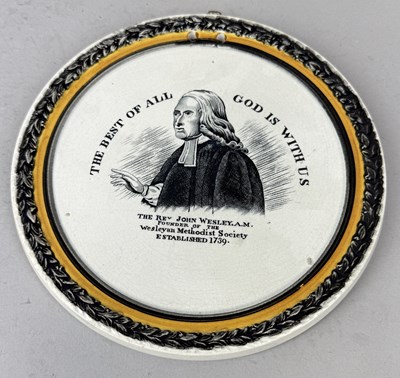 THE BEST OF ALL GOD IS WITH US
THE REV JOHN WESLEY, A.M.
FOUNDER OF THE
Wesleyan Methodist Society
ESTABLISHED 1739.